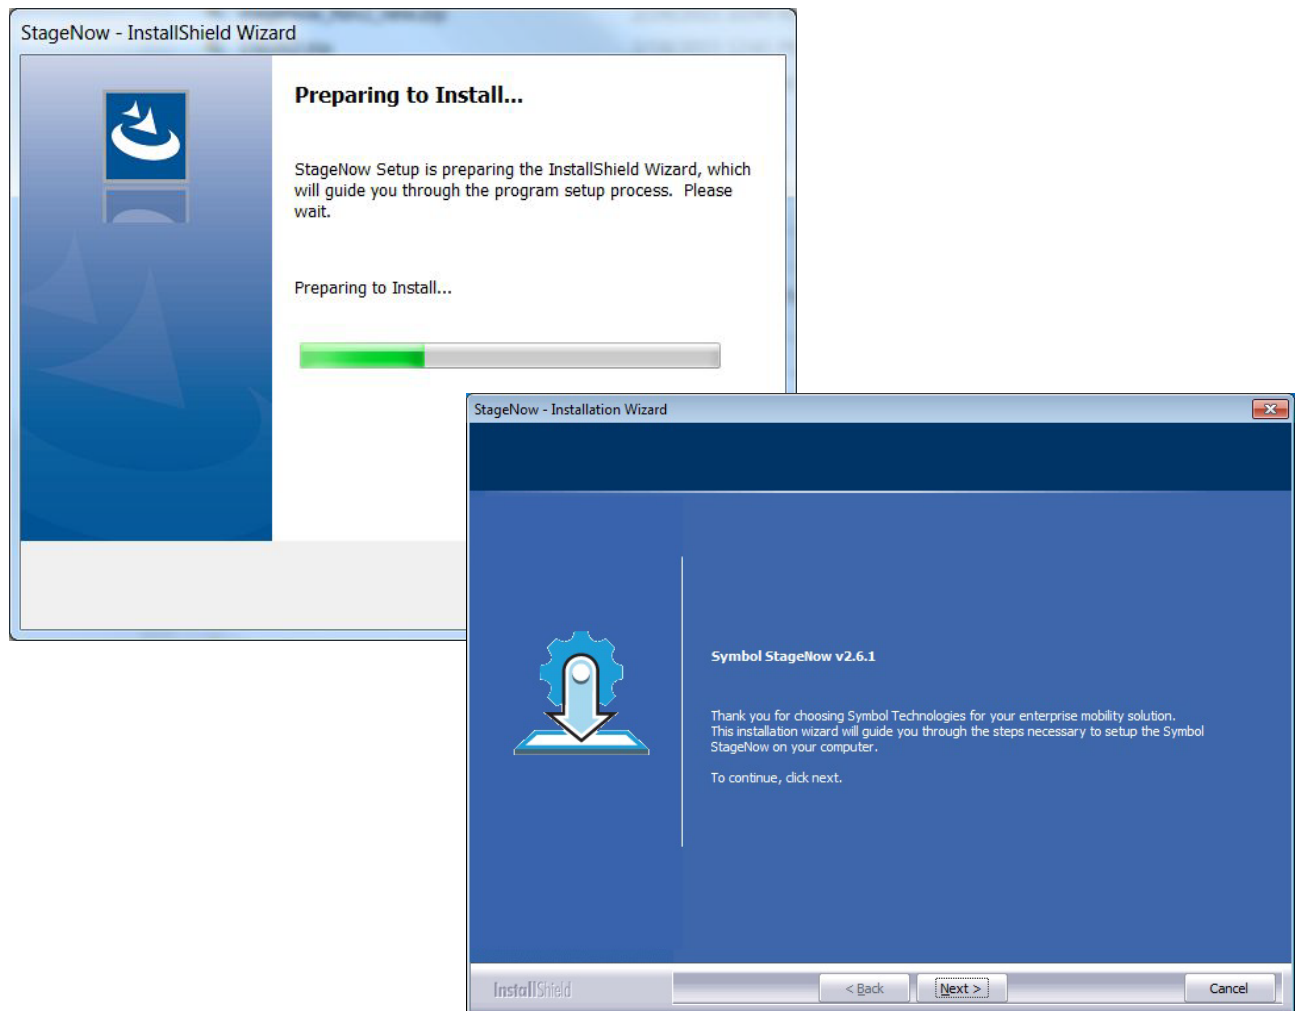 StageNow - InstallShield Wizard
Preparing to Install...
StageNow Setup is preparing the InstallShield Wizard, which
will guide you through the program setup process. Please
wait.
Preparing to Install...
StageNow - Installation Wizard
Symbol StageNow v2.6.1
Thank you for choosing Symbol Technologies for your enterprise mobility solution.
This installation wizard will guide you through the steps necessary to setup the Symbol
StageNow on your computer.
To continue, click next.
InstallShield
< Back
Next >
Cancel